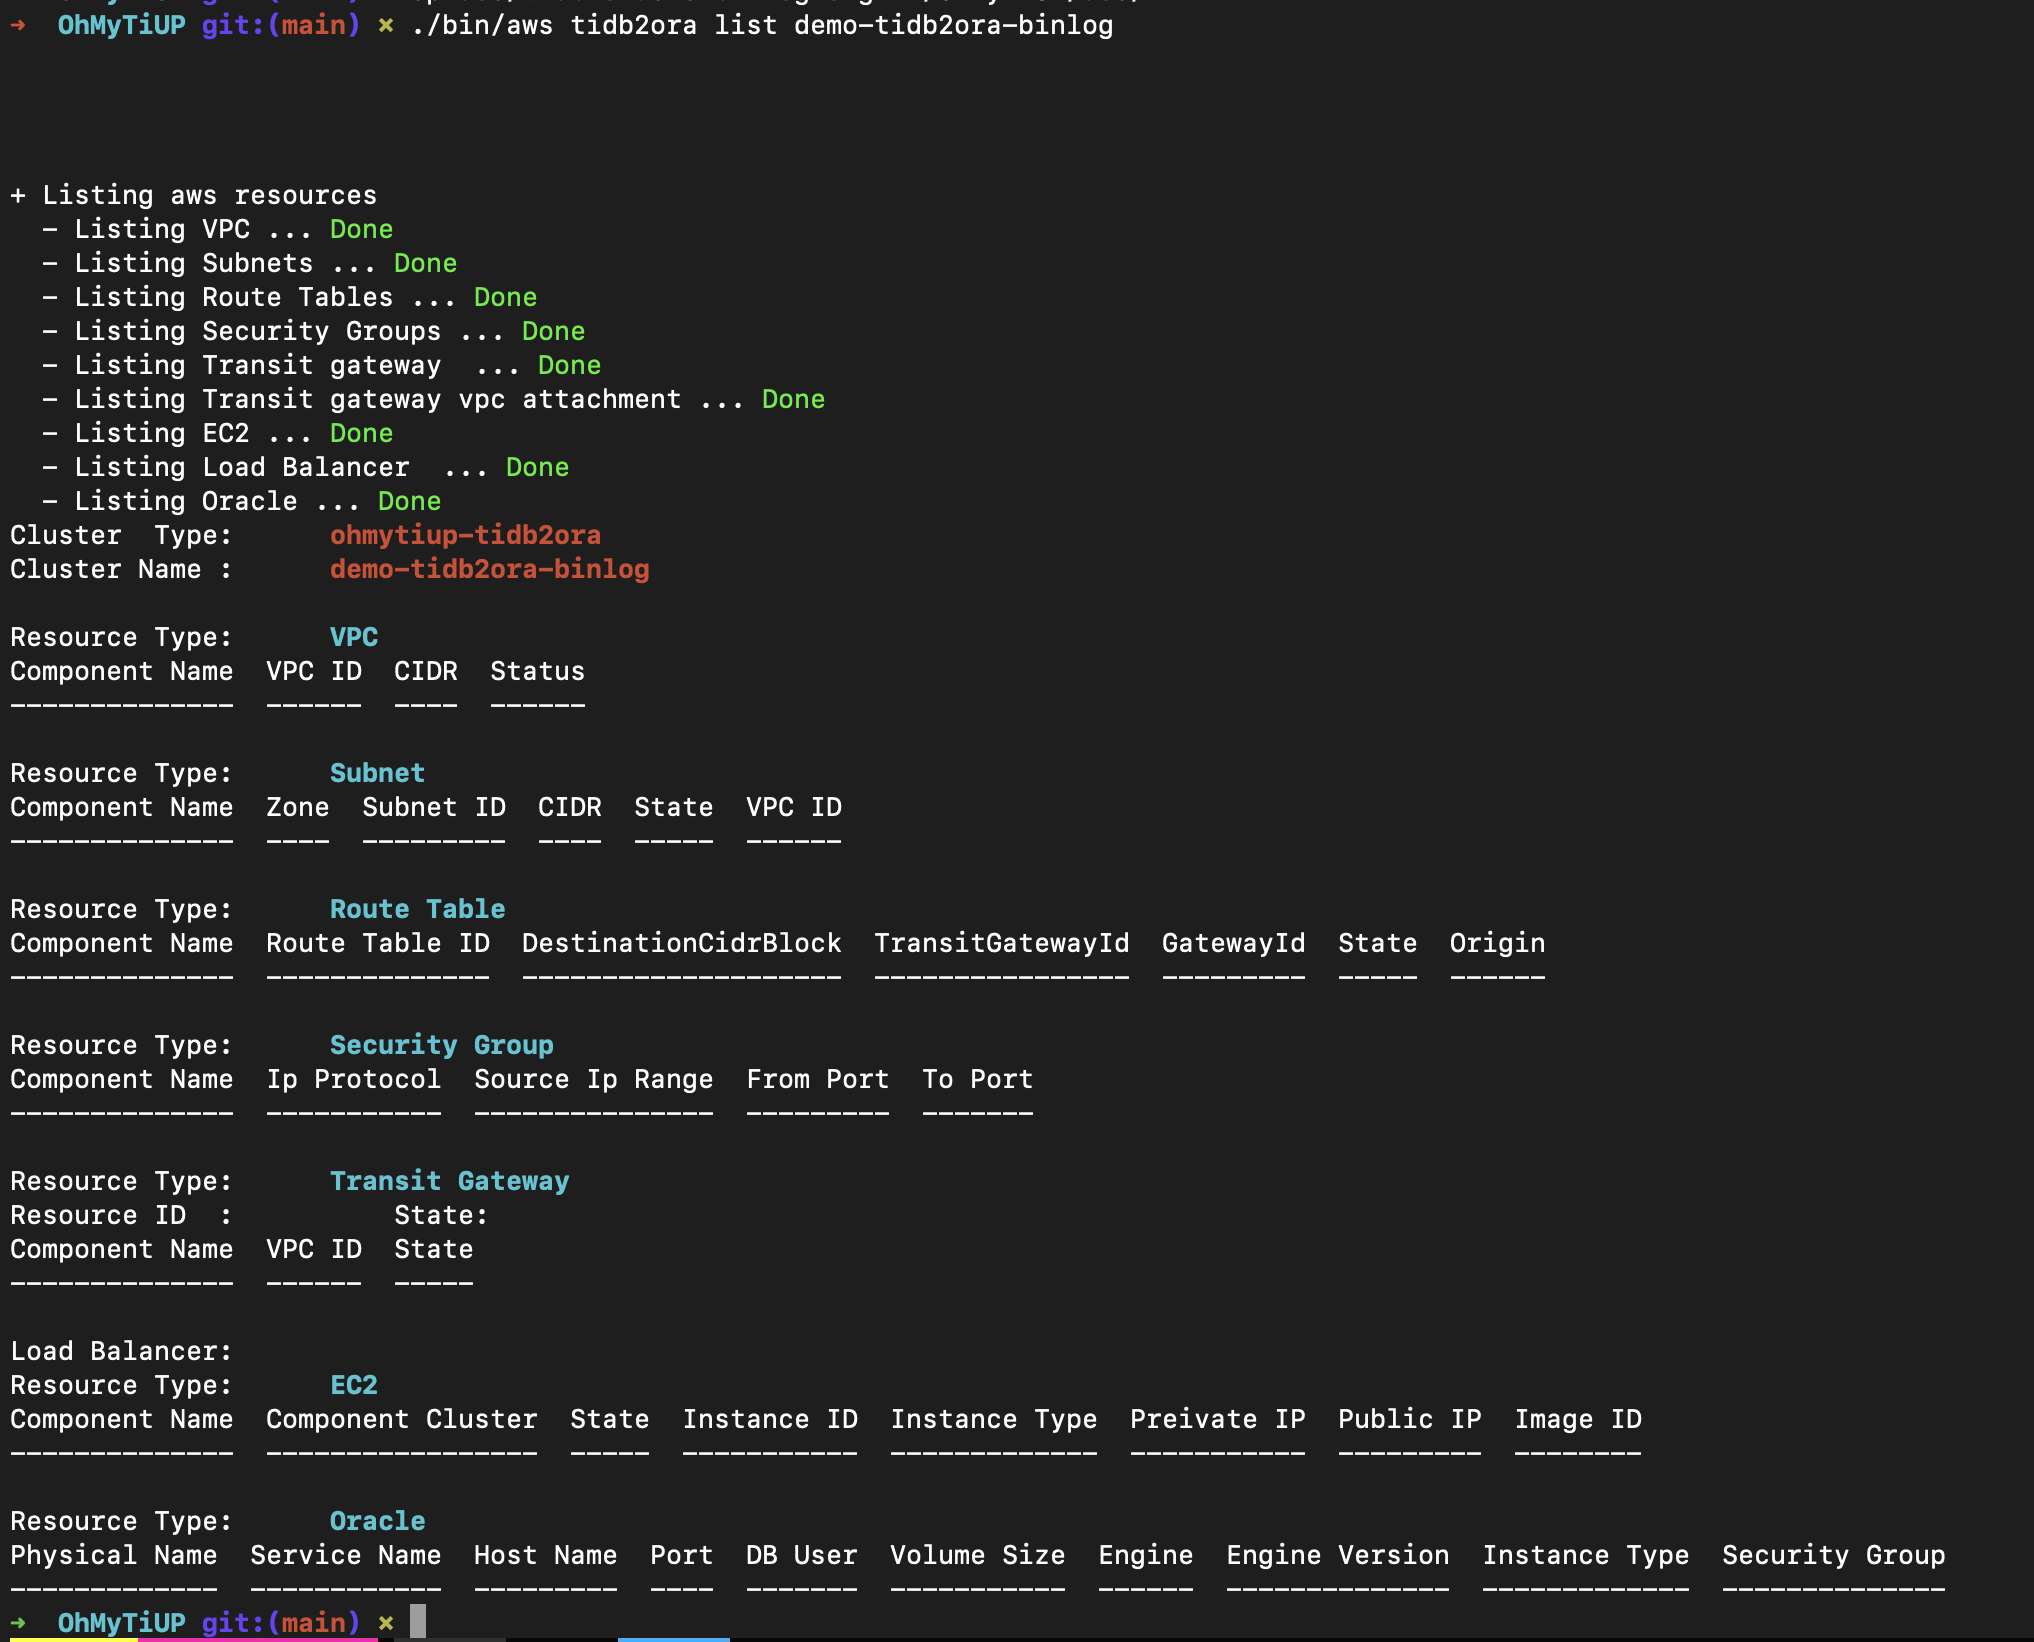 ➜  OhMyTiUP git:(main) ✗ ./bin/aws tidb2ora list demo-tidb2ora-binlog
+ Listing aws resources
  - Listing VPC ... Done
  - Listing Subnets ... Done
  - Listing Route Tables ... Done
  - Listing Security Groups ... Done
  - Listing Transit gateway  ... Done
  - Listing Transit gateway vpc attachment ... Done
  - Listing EC2 ... Done
  - Listing Load Balancer  ... Done
  - Listing Oracle ... Done
Cluster  Type:      ohmytiup-tidb2ora
Cluster Name :      demo-tidb2ora-binlog
Resource Type:      VPC
Component Name  VPC ID  CIDR  Status
--------------  ------  ----  ------
Resource Type:      Subnet
Component Name  Zone  Subnet ID  CIDR  State  VPC ID
--------------  ----  ---------  ----  -----  ------
Resource Type:      Route Table
Component Name  Route Table ID  DestinationCidrBlock  TransitGatewayId  GatewayId  State  Origin
--------------  --------------  --------------------  ----------------  ---------  -----  ------
Resource Type:      Security Group
Component Name  Ip Protocol  Source Ip Range  From Port  To Port
--------------  -----------  ---------------  ---------  -------
Resource Type:      Transit Gateway
Resource ID  :          State:
Component Name  VPC ID  State
--------------  ------  -----
Load Balancer:
Resource Type:      EC2
Component Name  Component Cluster  State  Instance ID  Instance Type  Preivate IP  Public IP  Image ID
--------------  -----------------  -----  -----------  -------------  -----------  ---------  --------
Resource Type:      Oracle
Physical Name  Service Name  Host Name  Port  DB User  Volume Size  Engine  Engine Version  Instance Type  Security Group
-------------  ------------  ---------  ----  -------  -----------  ------  --------------  -------------  --------------
➜  OhMyTiUP git:(main) ✗